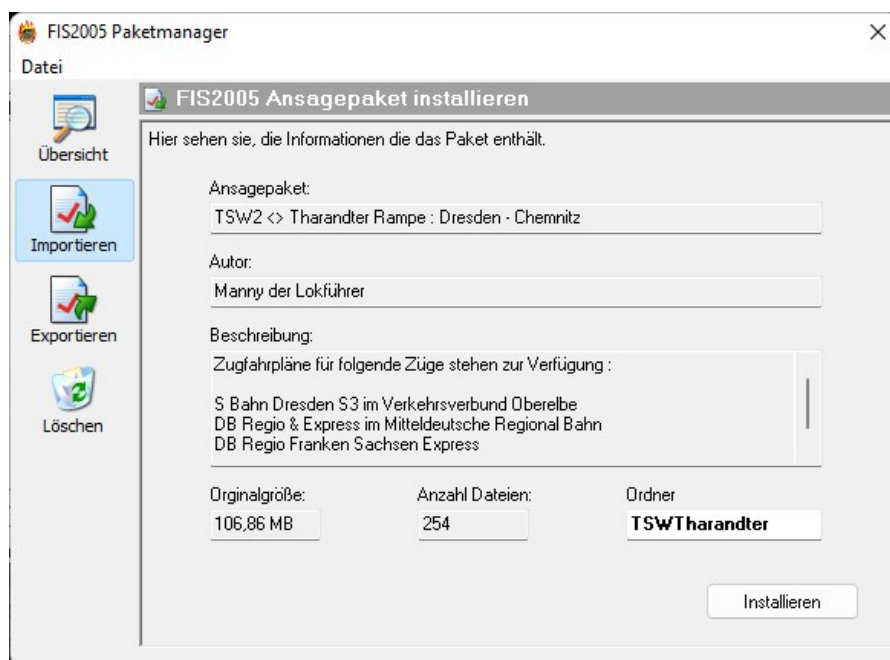 FIS2005 Paketmanager
Datei
Übersicht
Importieren
Exportieren
Löschen
FIS2005 Ansagepaket installieren
Hier sehen sie, die Informationen die das Paket enthält.
Ansagepaket:
TSW2 <> Tharandter Rampe : Dresden - Chemnitz
Autor:
Manny der Lokführer
Beschreibung:
Zugfahrpläne für folgende Züge stehen zur Verfügung :
S Bahn Dresden S3 im Verkehrsverbund Oberelbe
DB Regio & Express im Mitteldeutsche Regional Bahn
DB Regio Franken Sachsen Express
Orginalgröße: Anzahl Dateien: Ordner
106,86 MB 254 TSWTharandter
Installieren